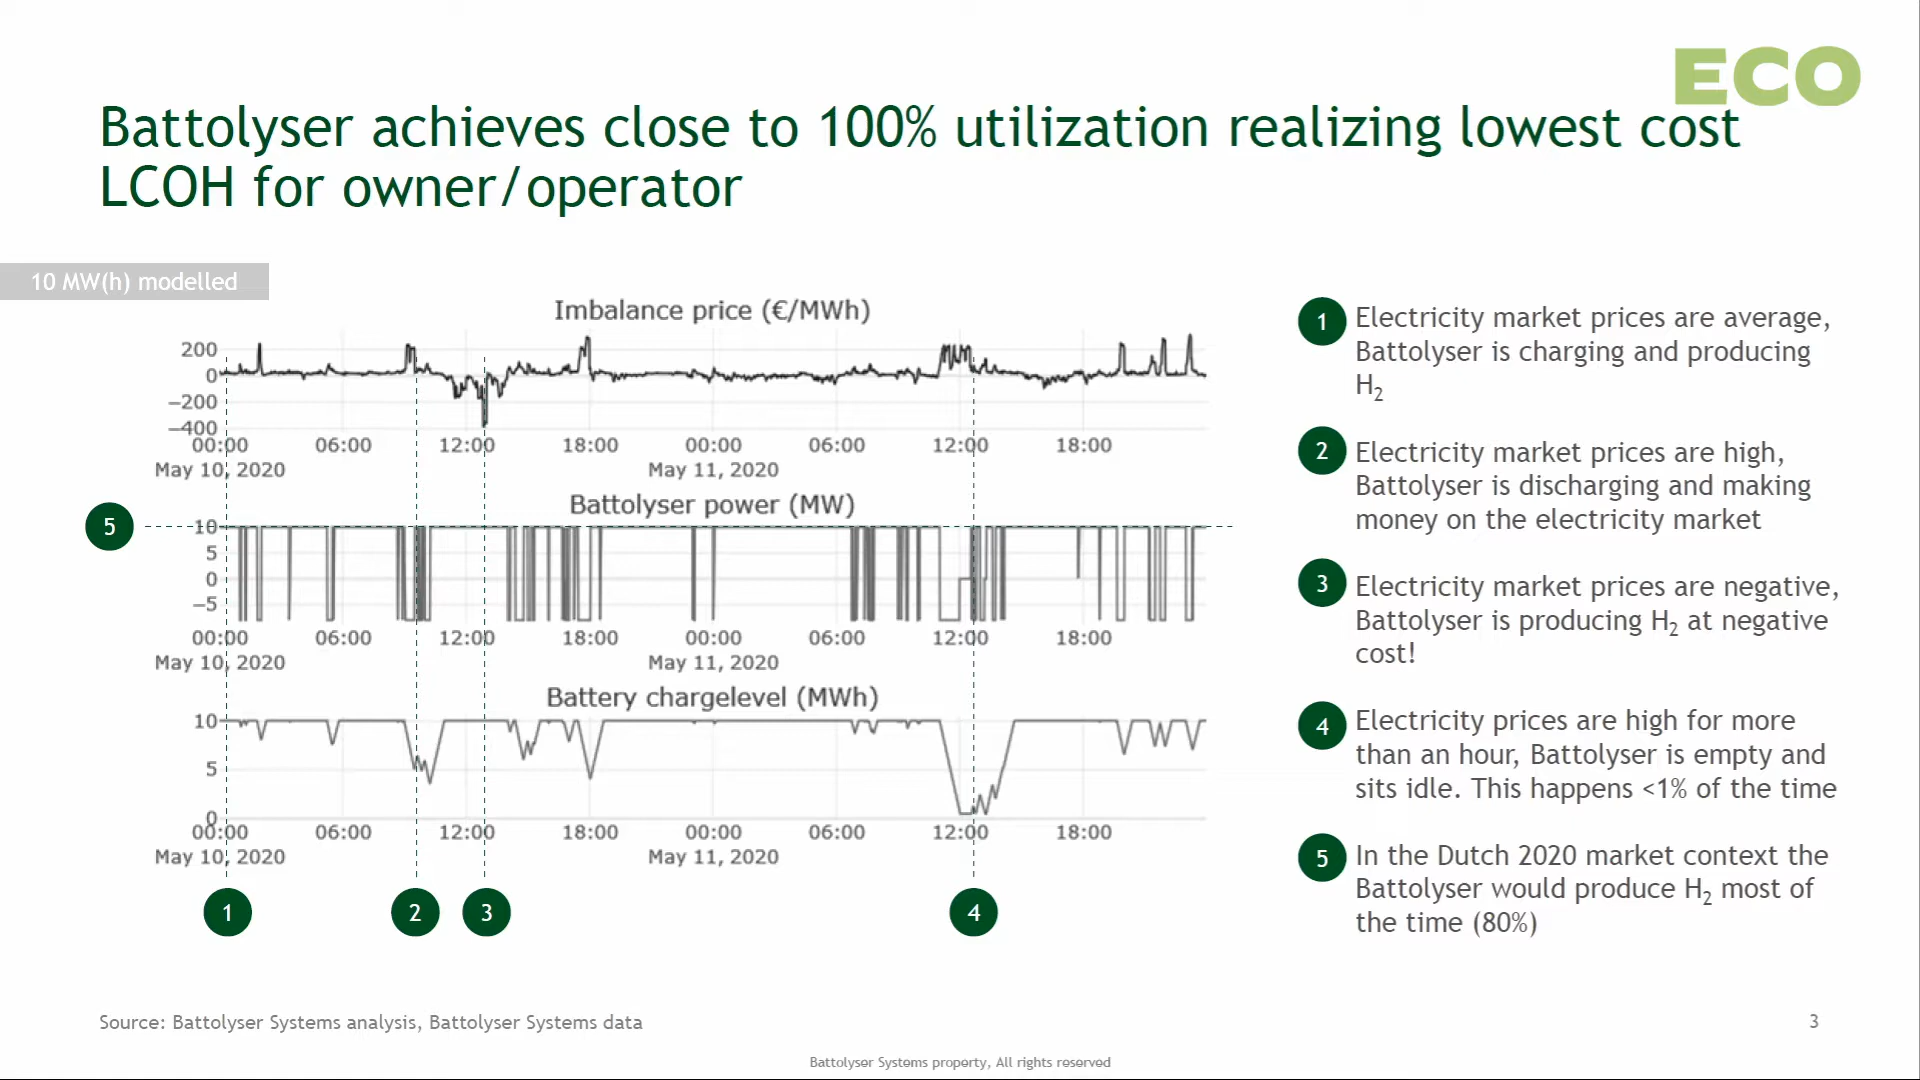 ECO
Battolyser achieves close to 100% utilization realizing lowest cost
LCOH for owner/operator
10 MW(h) modelled
Imbalance price (€/MWh)
200
0
−200
−400
00:00 06:00 12:00 18:00 00:00 06:00 12:00 18:00
May 10, 2020 May 11, 2020
Battolyser power (MW)
5
10
5
0
−5
00:00 06:00 12:00 18:00 00:00 06:00 12:00 18:00
May 10, 2020 May 11, 2020
Battery chargelevel (MWh)
10
5
0
00:00 06:00 12:00 18:00 00:00 06:00 12:00 18:00
May 10, 2020 May 11, 2020
1 2 3 4
1 Electricity market prices are average,
Battolyser is charging and producing
H₂
2 Electricity market prices are high,
Battolyser is discharging and making
money on the electricity market
3 Electricity market prices are negative,
Battolyser is producing H₂ at negative
cost!
4 Electricity prices are high for more
than an hour, Battolyser is empty and
sits idle. This happens <1% of the time
5 In the Dutch 2020 market context the
Battolyser would produce H₂ most of
the time (80%)
Source: Battolyser Systems analysis, Battolyser Systems data
3
Battolyser Systems property, All rights reserved